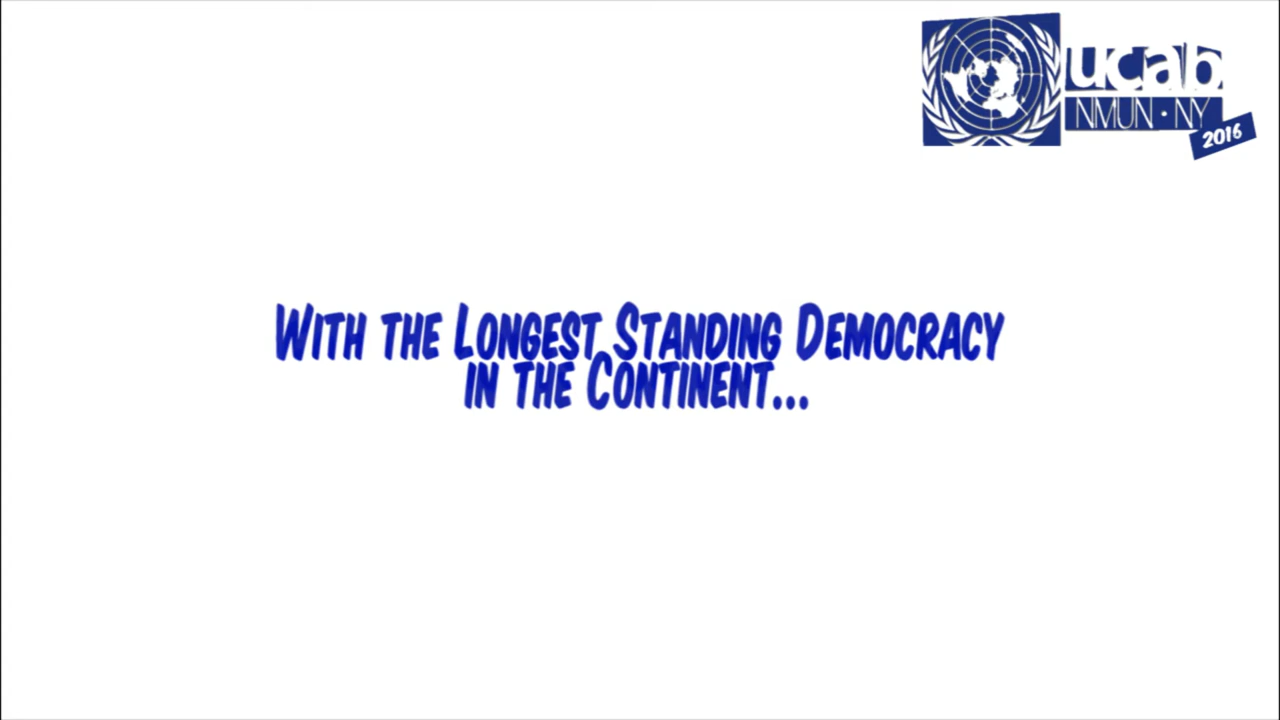 ucab
NMUN • NY
2016
With the Longest Standing Democracy
in the Continent...